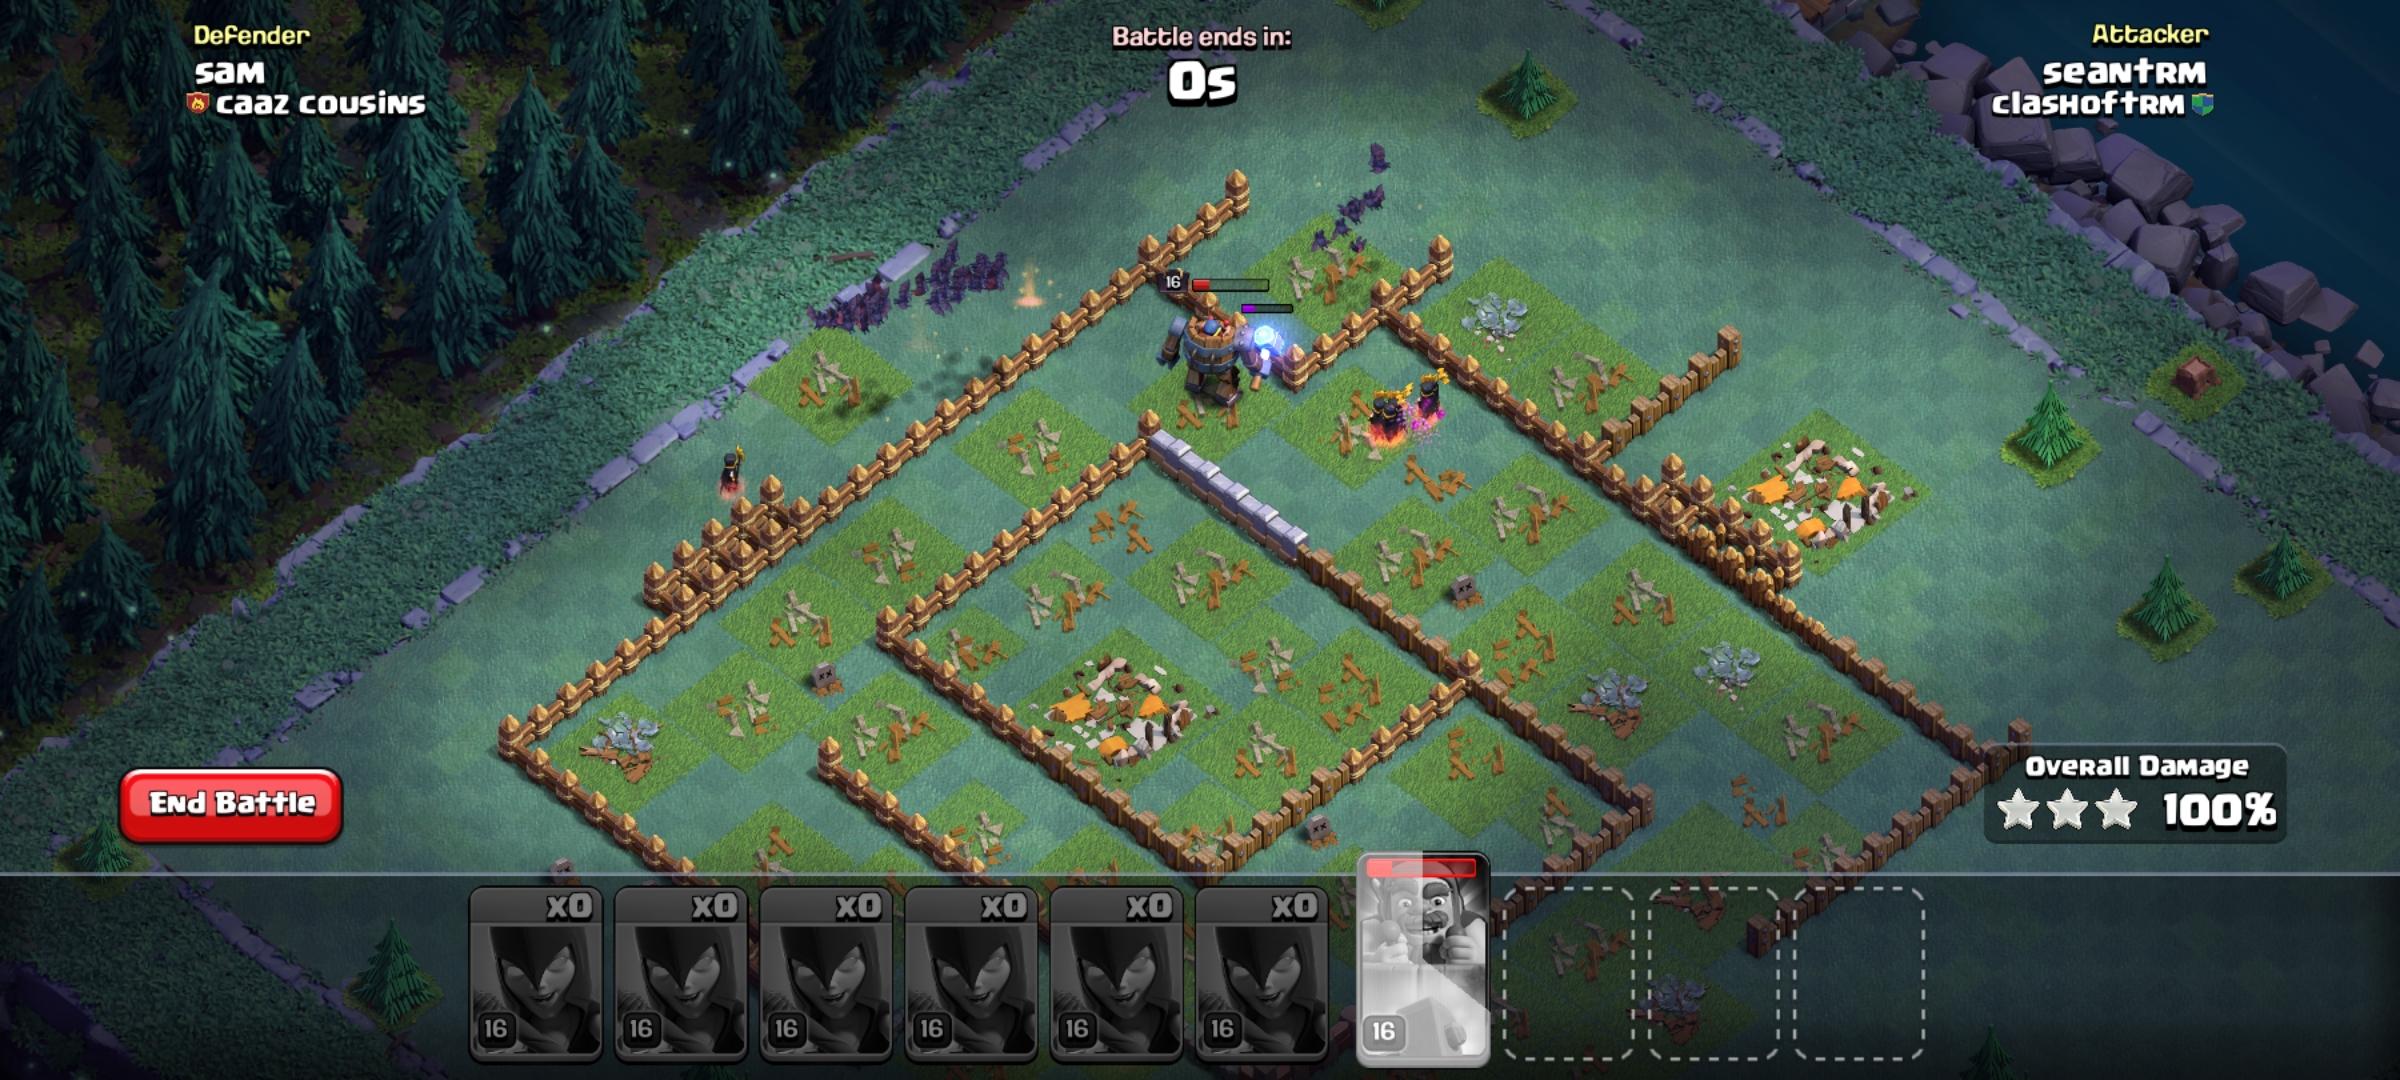 Defender
sam
caaz cousins
Battle ends in:
0s
Attacker
seantrm
clashoftrm
16
End Battle
Overall Damage
100%
x0
x0
x0
x0
x0
x0
16
16
16
16
16
16
16